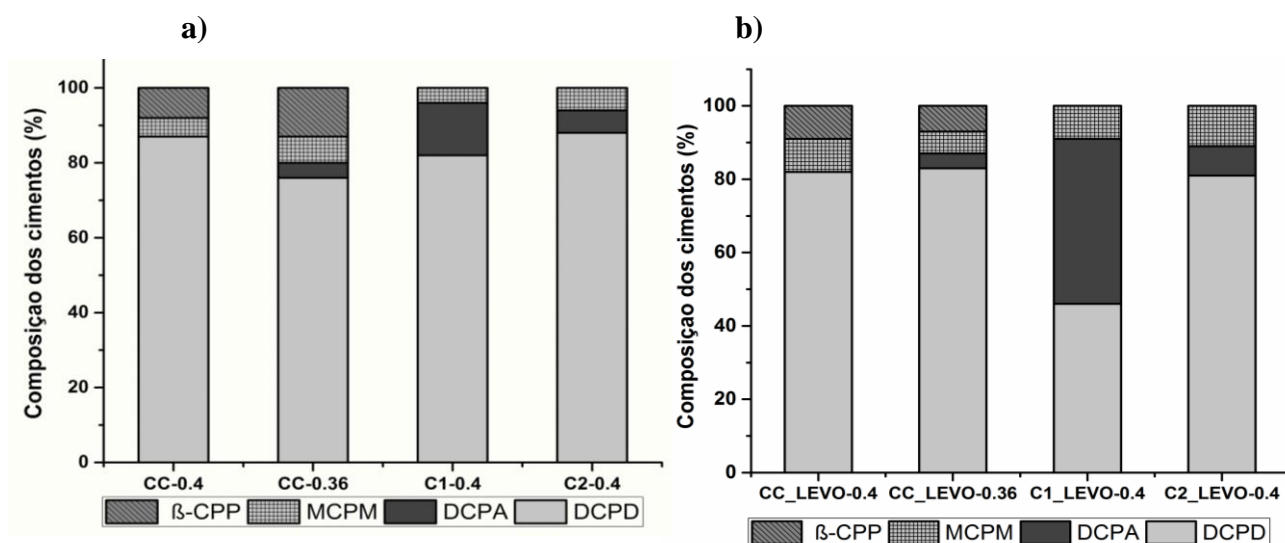 a)
b)
Composiçao dos cimentos (%)
100
80
60
40
20
0
CC-0.4 CC-0.36 C1-0.4 C2-0.4
ß-CPP MCPM DCPA DCPD
Composiçao dos cimentos (%)
100
80
60
40
20
0
CC_LEVO-0.4 CC_LEVO-0.36 C1_LEVO-0.4 C2_LEVO-0.4
ß-CPP MCPM DCPA DCPD